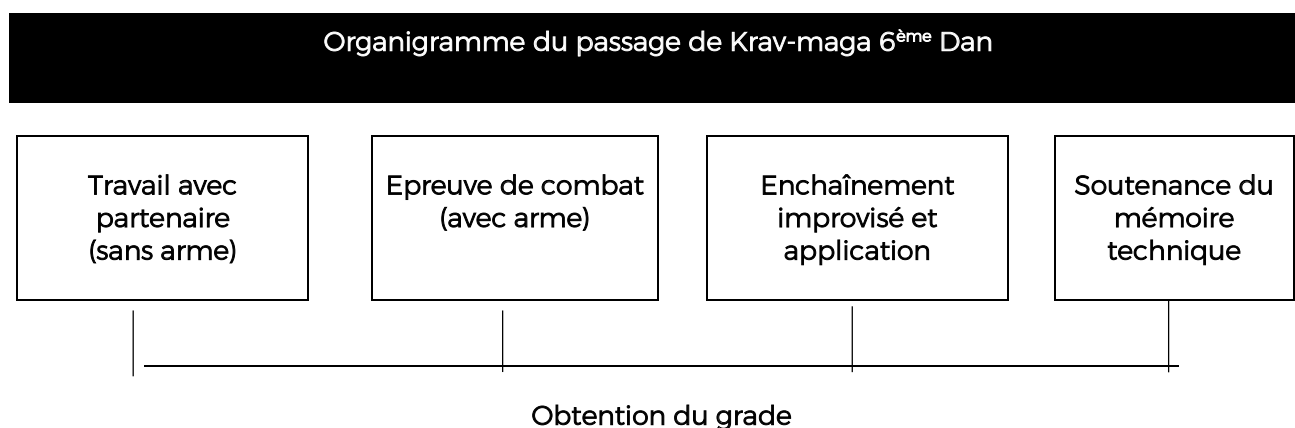 Organigramme du passage de Krav-maga 6ème Dan
Travail avec
partenaire
(sans arme)
Epreuve de combat
(avec arme)
Enchaînement
improvisé et
application
Soutenance du
mémoire
technique
Obtention du grade